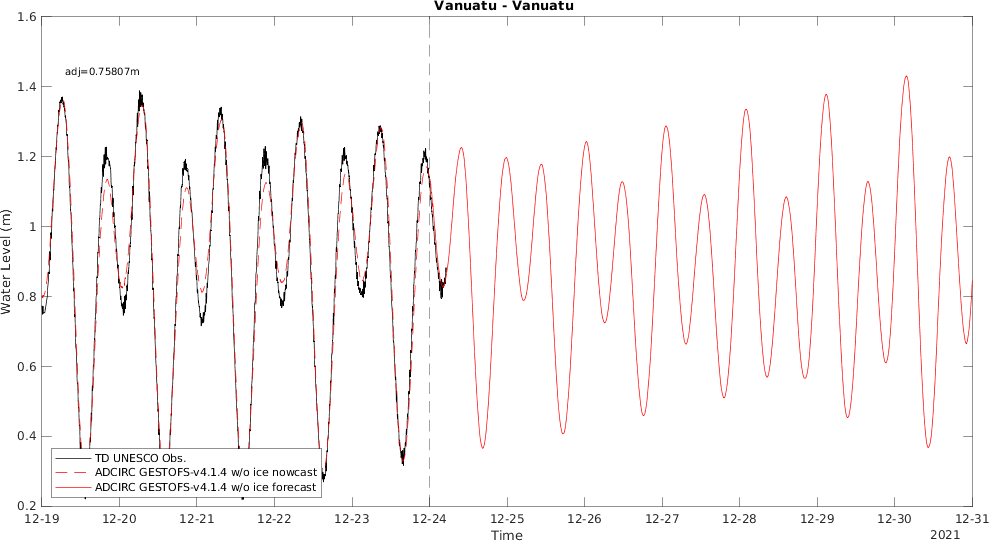 Vanuatu - Vanuatu
adj=0.75807m
Water Level (m)
1.6
1.4
1.2
1
0.8
0.6
0.4
0.2
TD UNESCO Obs.
ADCIRC GESTOFS-v4.1.4 w/o ice nowcast
ADCIRC GESTOFS-v4.1.4 w/o ice forecast
12-19 12-20 12-21 12-22 12-23 12-24 12-25 12-26 12-27 12-28 12-29 12-30 12-31
Time
2021